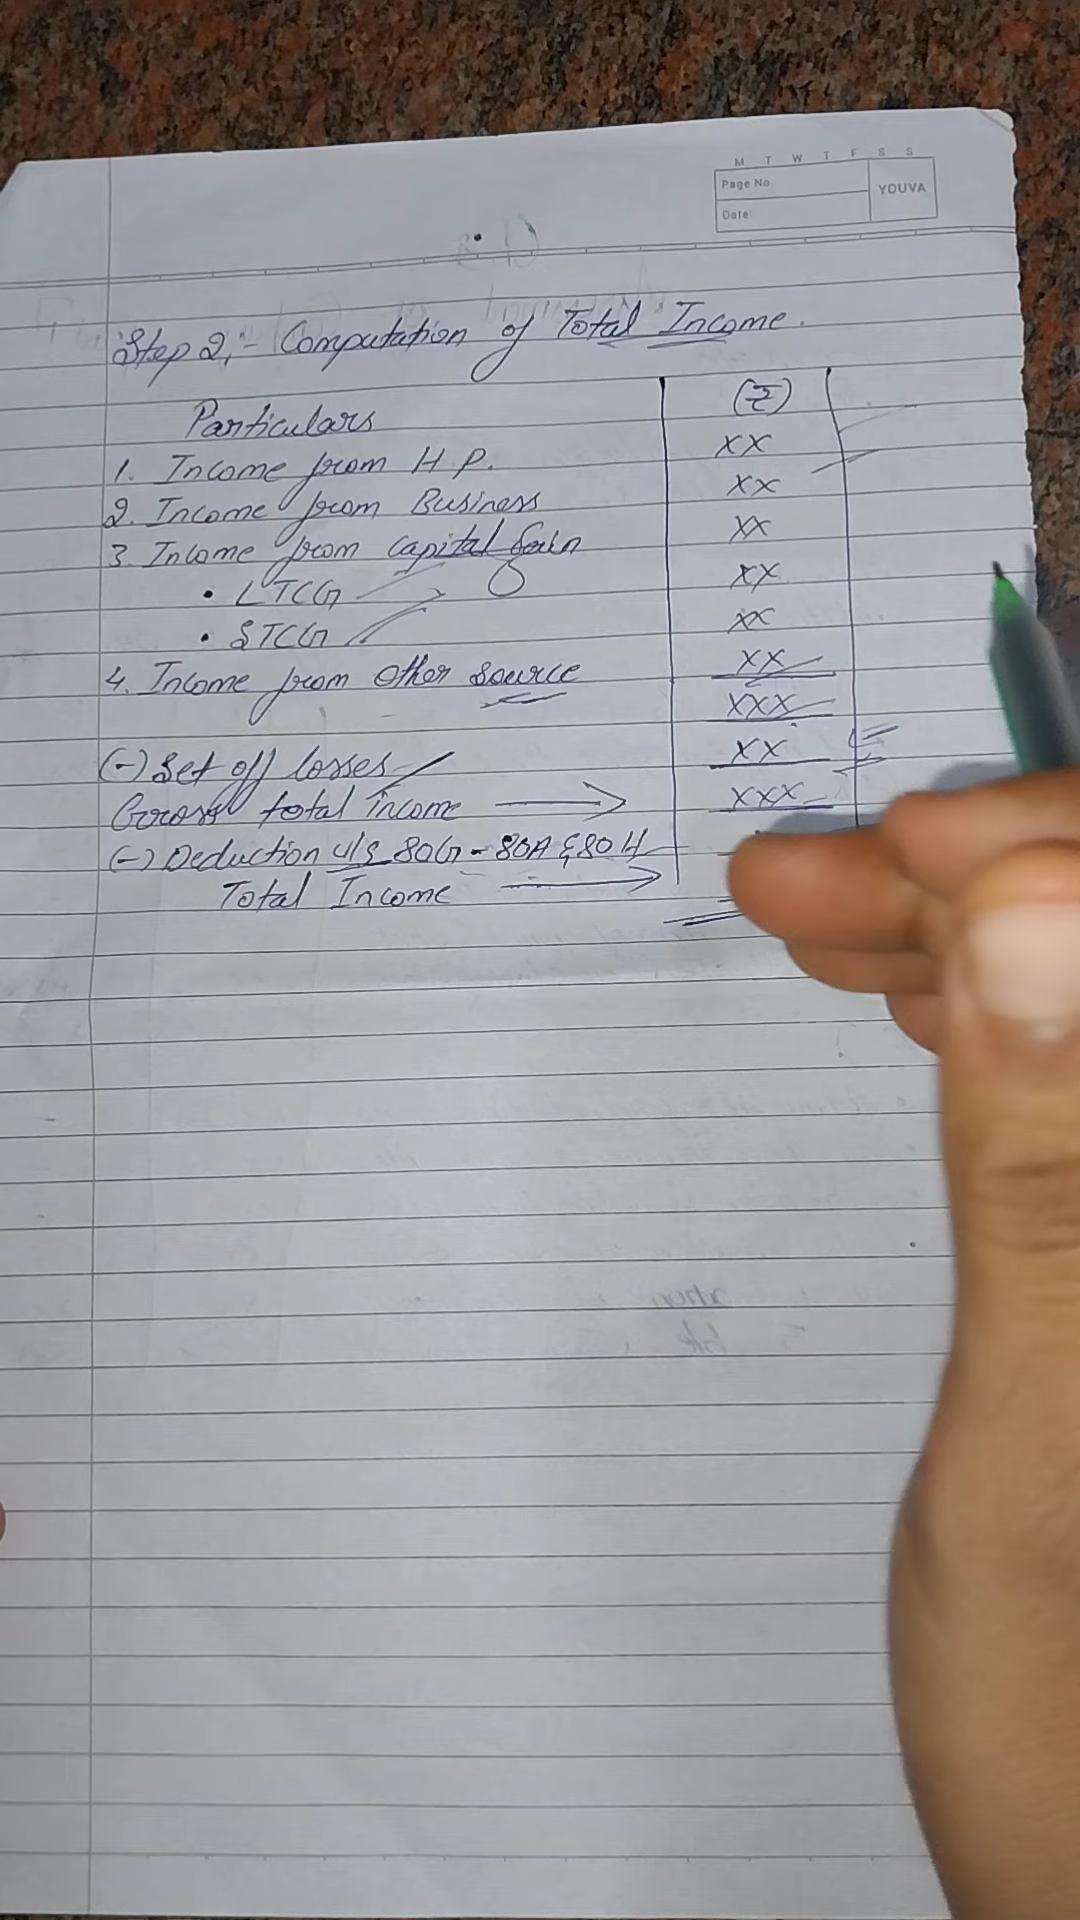 M T W T F S S
Page No.
YOUVA
Date:
Step 2:- Computation of Total Income.
Particulars (₹)
1. Income from H.P. XX
2. Income from Business XX
3. Income from Capital Gain XX
• LTCG XX
• STCG XX
4. Income from Other Source XX
XXX
(-) Set off losses XX
Gross total income → XXX
(-) Deduction u/s 80G - 80A & 80H
Total Income →